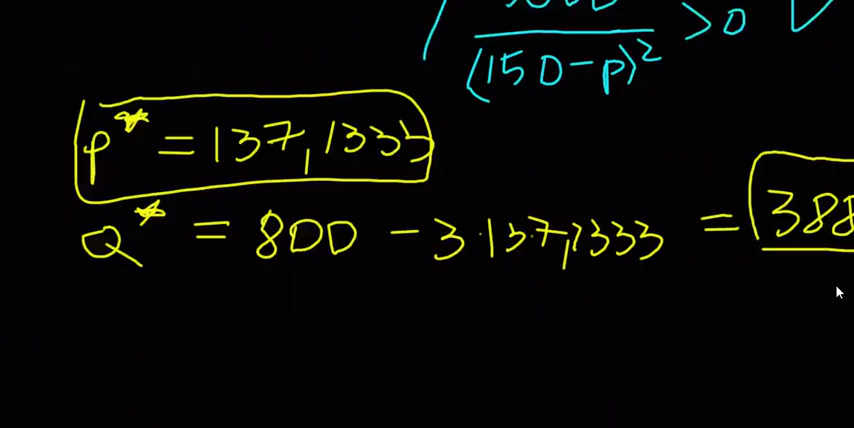 (150-p)² >0
p* = 137,1333
Q* = 800 - 3·137,1333 = 388